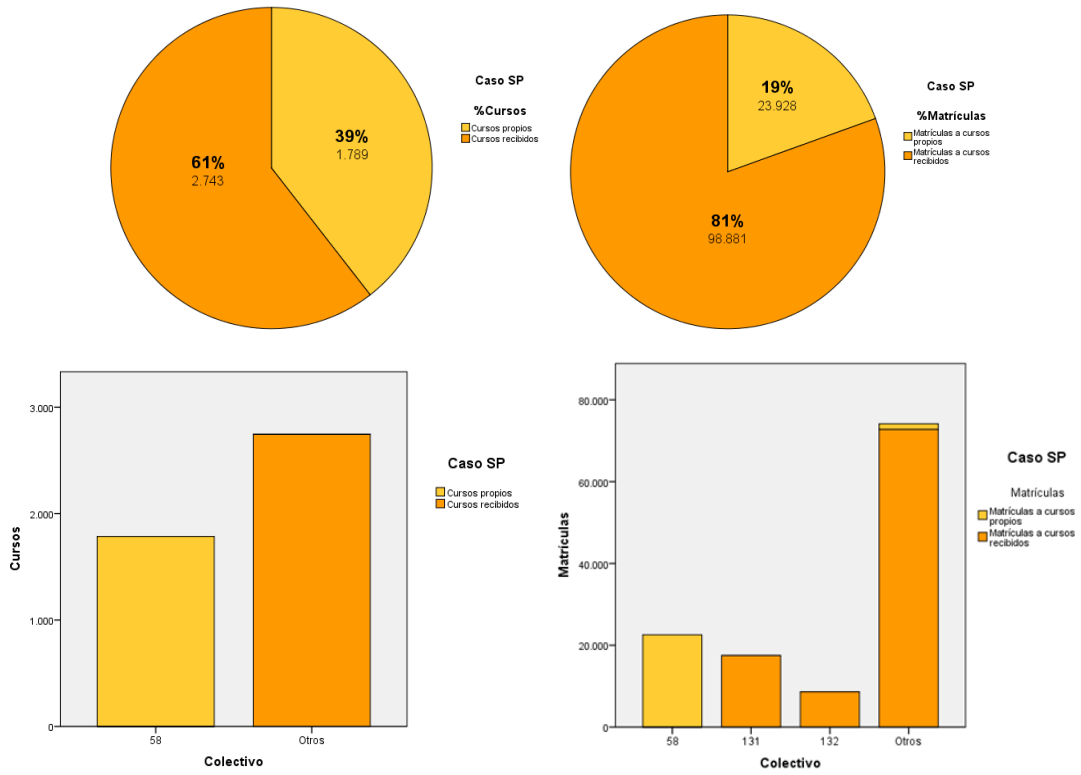 Caso SP
%Cursos
Cursos propios
Cursos recibidos
39%
1.789
61%
2.743
Caso SP
%Matrículas
Matrículas a cursos
propios
Matrículas a cursos
recibidos
19%
23.928
81%
98.881
Cursos
3.000
2.000
1.000
0
58
Otros
Colectivo
Caso SP
Cursos propios
Cursos recibidos
Matrículas
80.000
60.000
40.000
20.000
0
58
131
132
Otros
Colectivo
Caso SP
Matrículas
Matrículas a cursos
propios
Matrículas a cursos
recibidos